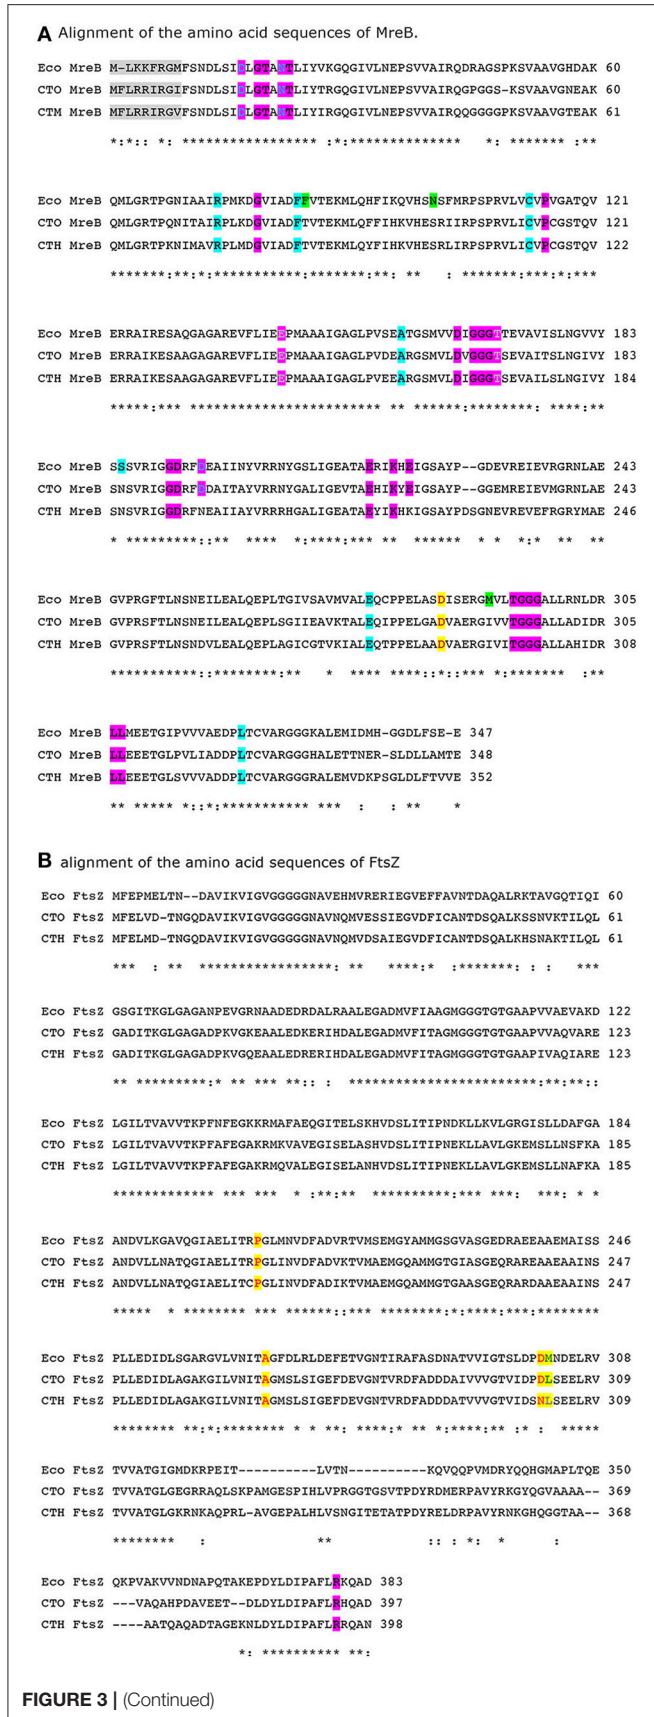 A Alignment of the amino acid sequences of MreB.
Eco MreB M-LKKFRGMFSNDLSIDLGTANTLIYVKGQGIVLNEPSVVAIRQDRAGSPKSVAAVGHDAK 60
CTO MreB MFLRRIRGIFSNDLSIDLGTANTLIYTRGQGIVLNEPSVVAIRQGPGGS-KSVAAVGNEAK 60
CTM MreB MFLRRIRGVFSNDLSIDLGTANTLIYIRGQGIVLNEPSVVAIRQQGGGGPKSVAAVGTEAK 61
*:*:: *:* ***************** *:*:***************** *: ****** :**
Eco MreB QMLGRTPGNIAAIRPMKDGVIADFFVTEKMLQHFIKQVHSNSFMRPSPRVLVCVPVGATQV 121
CTO MreB QMLGRTPQNITAIRPLKDGVIADFTVTEKMLQYFIHKVHESRIIRPSPRVLICVPCGSTQV 121
CTH MreB QMLGRTPKNIMAVRPLMDGVIADFTVTEKMLQFFIHKVHESRLIRPSPRVLICVPCGSTQV 122
Eco MreB ERRAIRESAQGAGAREVFLIEEPMAAAIGAGLPVSEATGSMVVDIGGGTTEVAVISLNGVVY 183
CTO MreB ERRAIKESAAGAGAREVFLIEEPMAAAIGAGLPVDEARGSMVLDVGGGTSEVAITSLNGIVY 183
CTH MreB ERRAIKESAAGAGAREVFLIEEPMAAAIGAGLPVEEARGSMVLDIGGGTSEVAILSLNGIVY 184
Eco MreB SSSVRIGGDRFDEAIINYVRRNYGSLIGEATAERIKHEIGSAYP--GDEVREIEVRGRNLAE 243
CTO MreB SNSVRIGGDRFDDAITAYVRRNYGALIGEVTAEHIKYEIGSAYP--GGEMREIEVMGRNLAE 243
CTH MreB SNSVRIGGDRFNEAIIAYVRRRHGALIGEATAEYIKHKIGSAYPDSGNEVREVEFRGRYMAE 246
Eco MreB GVPRGFTLNSNEILEALQEPLTGIVSAVMVALEQCPPELASDISERGMVLTGGGALLRNLDR 305
CTO MreB GVPRSFTLNSNEILEALQEPLSGIIEAVKTALEQTPPELGADVAERGIVVTGGGALLADIDR 305
CTH MreB GVPRSFTLNSNDVLEALQEPLAGICGTVKIALEQTPPELAADVAERGIVITGGGALLAHIDR 308
Eco MreB LLMEETGIPVVVAEDPLTCVARGGGKALEMIDMH-GGDLFSE-E 347
CTO MreB LLEEETGLPVLIADDPLTCVARGGGHALETTNER-SLDLLAMTE 348
CTH MreB LLEEETGLSVVVADDPLTCVARGGGRALEMVDKPSGLDLFTVVE 352
B alignment of the amino acid sequences of FtsZ
Eco FtsZ MFEPMELTN--DAVIKVIGVGGGGGNAVEHMVRERIEGVEFFAVNTDAQALRKTAVGQTIQI 60
CTO FtsZ MFELVD-TNGQDAVIKVIGVGGGGGNAVNQMVESSIEGVDFICANTDSQALKSSNVKTILQL 61
CTH FtsZ MFELMD-TNGQDAVIKVIGVGGGGGNAVNQMVDSAIEGVDFICANTDSQALKHSNAKTILQL 61
Eco FtsZ GSGITKGLGAGANPEVGRNAADEDRDALRAALEGADMVFIAAGMGGGTGTGAAPVVAEVAKD 122
CTO FtsZ GADITKGLGAGADPKVGKEAALEDKERIHDALEGADMVFITAGMGGGTGTGAAPVVAQVARE 123
CTH FtsZ GADITKGLGAGADPKVGQEAALEDRERIHDALEGADMVFITAGMGGGTGTGAAPIVAQIARE 123
Eco FtsZ LGILTVAVVTKPFNFEGKKRMAFAEQGITELSKHVDSLITIPNDKLLKVLGRGISLLDAFGA 184
CTO FtsZ LGILTVAVVTKPFAFEGAKRMKVAVEGISELASHVDSLITIPNEKLLAVLGKEMSLLNSFKA 185
CTH FtsZ LGILTVAVVTKPFAFEGAKRMQVALEGISELANHVDSLITIPNEKLLAVLGKEMSLLNAFKA 185
Eco FtsZ ANDVLKGAVQGIAELITRPGLMNVDFADVRTVMSEMGYAMMGSGVASGEDRAEEAAEMAISS 246
CTO FtsZ ANDVLLNATQGIAELITRPGLINVDFADVKTVMAEMGQAMMGTGIASGEQRAREAAEAAINS 247
CTH FtsZ ANDVLLNATQGIAELITCPGLINVDFADIKTVMAEMGQAMMGTGAASGEQRARDAAEAAINS 247
Eco FtsZ PLLEDIDLSGARGVLVNITAGFDLRLDEFETVGNTIRAFASDNATVVIGTSLDPDMNDELRV 308
CTO FtsZ PLLEDIDLAGAKGILVNITAGMSLSIGEFDEVGNTVRDFADDDAIVVVGTVIDPDLSEELRV 309
CTH FtsZ PLLEDIDLAGAKGILVNITAGMSLSIGEFDEVGNTVRDFADDDATVVVGTVIDSNLSEELRV 309
Eco FtsZ TVVATGIGMDKRPEIT----------LVTN----------KQVQQPVMDRYQQHGMAPLTQE 350
CTO FtsZ TVVATGLGEGRRAQLSKPAMGESPIHLVPRGGTGSVTPDYRDMERPAVYRKGYQGVAAAA-- 369
CTH FtsZ TVVATGLGKRNKAQPRL-AVGEPALHLVSNGITETATPDYRELDRPAVYRNKGHQGGTAA-- 368
Eco FtsZ QKPVAKVVNDNAPQTAKEPDYLDIPAFLRKQAD 383
CTO FtsZ ---VAQAHPDAVEET--DLDYLDIPAFLRHQAD 397
CTH FtsZ ----AATQAQADTAGEKNLDYLDIPAFLRRQAN 398
*: ********** **:
FIGURE 3 | (Continued)